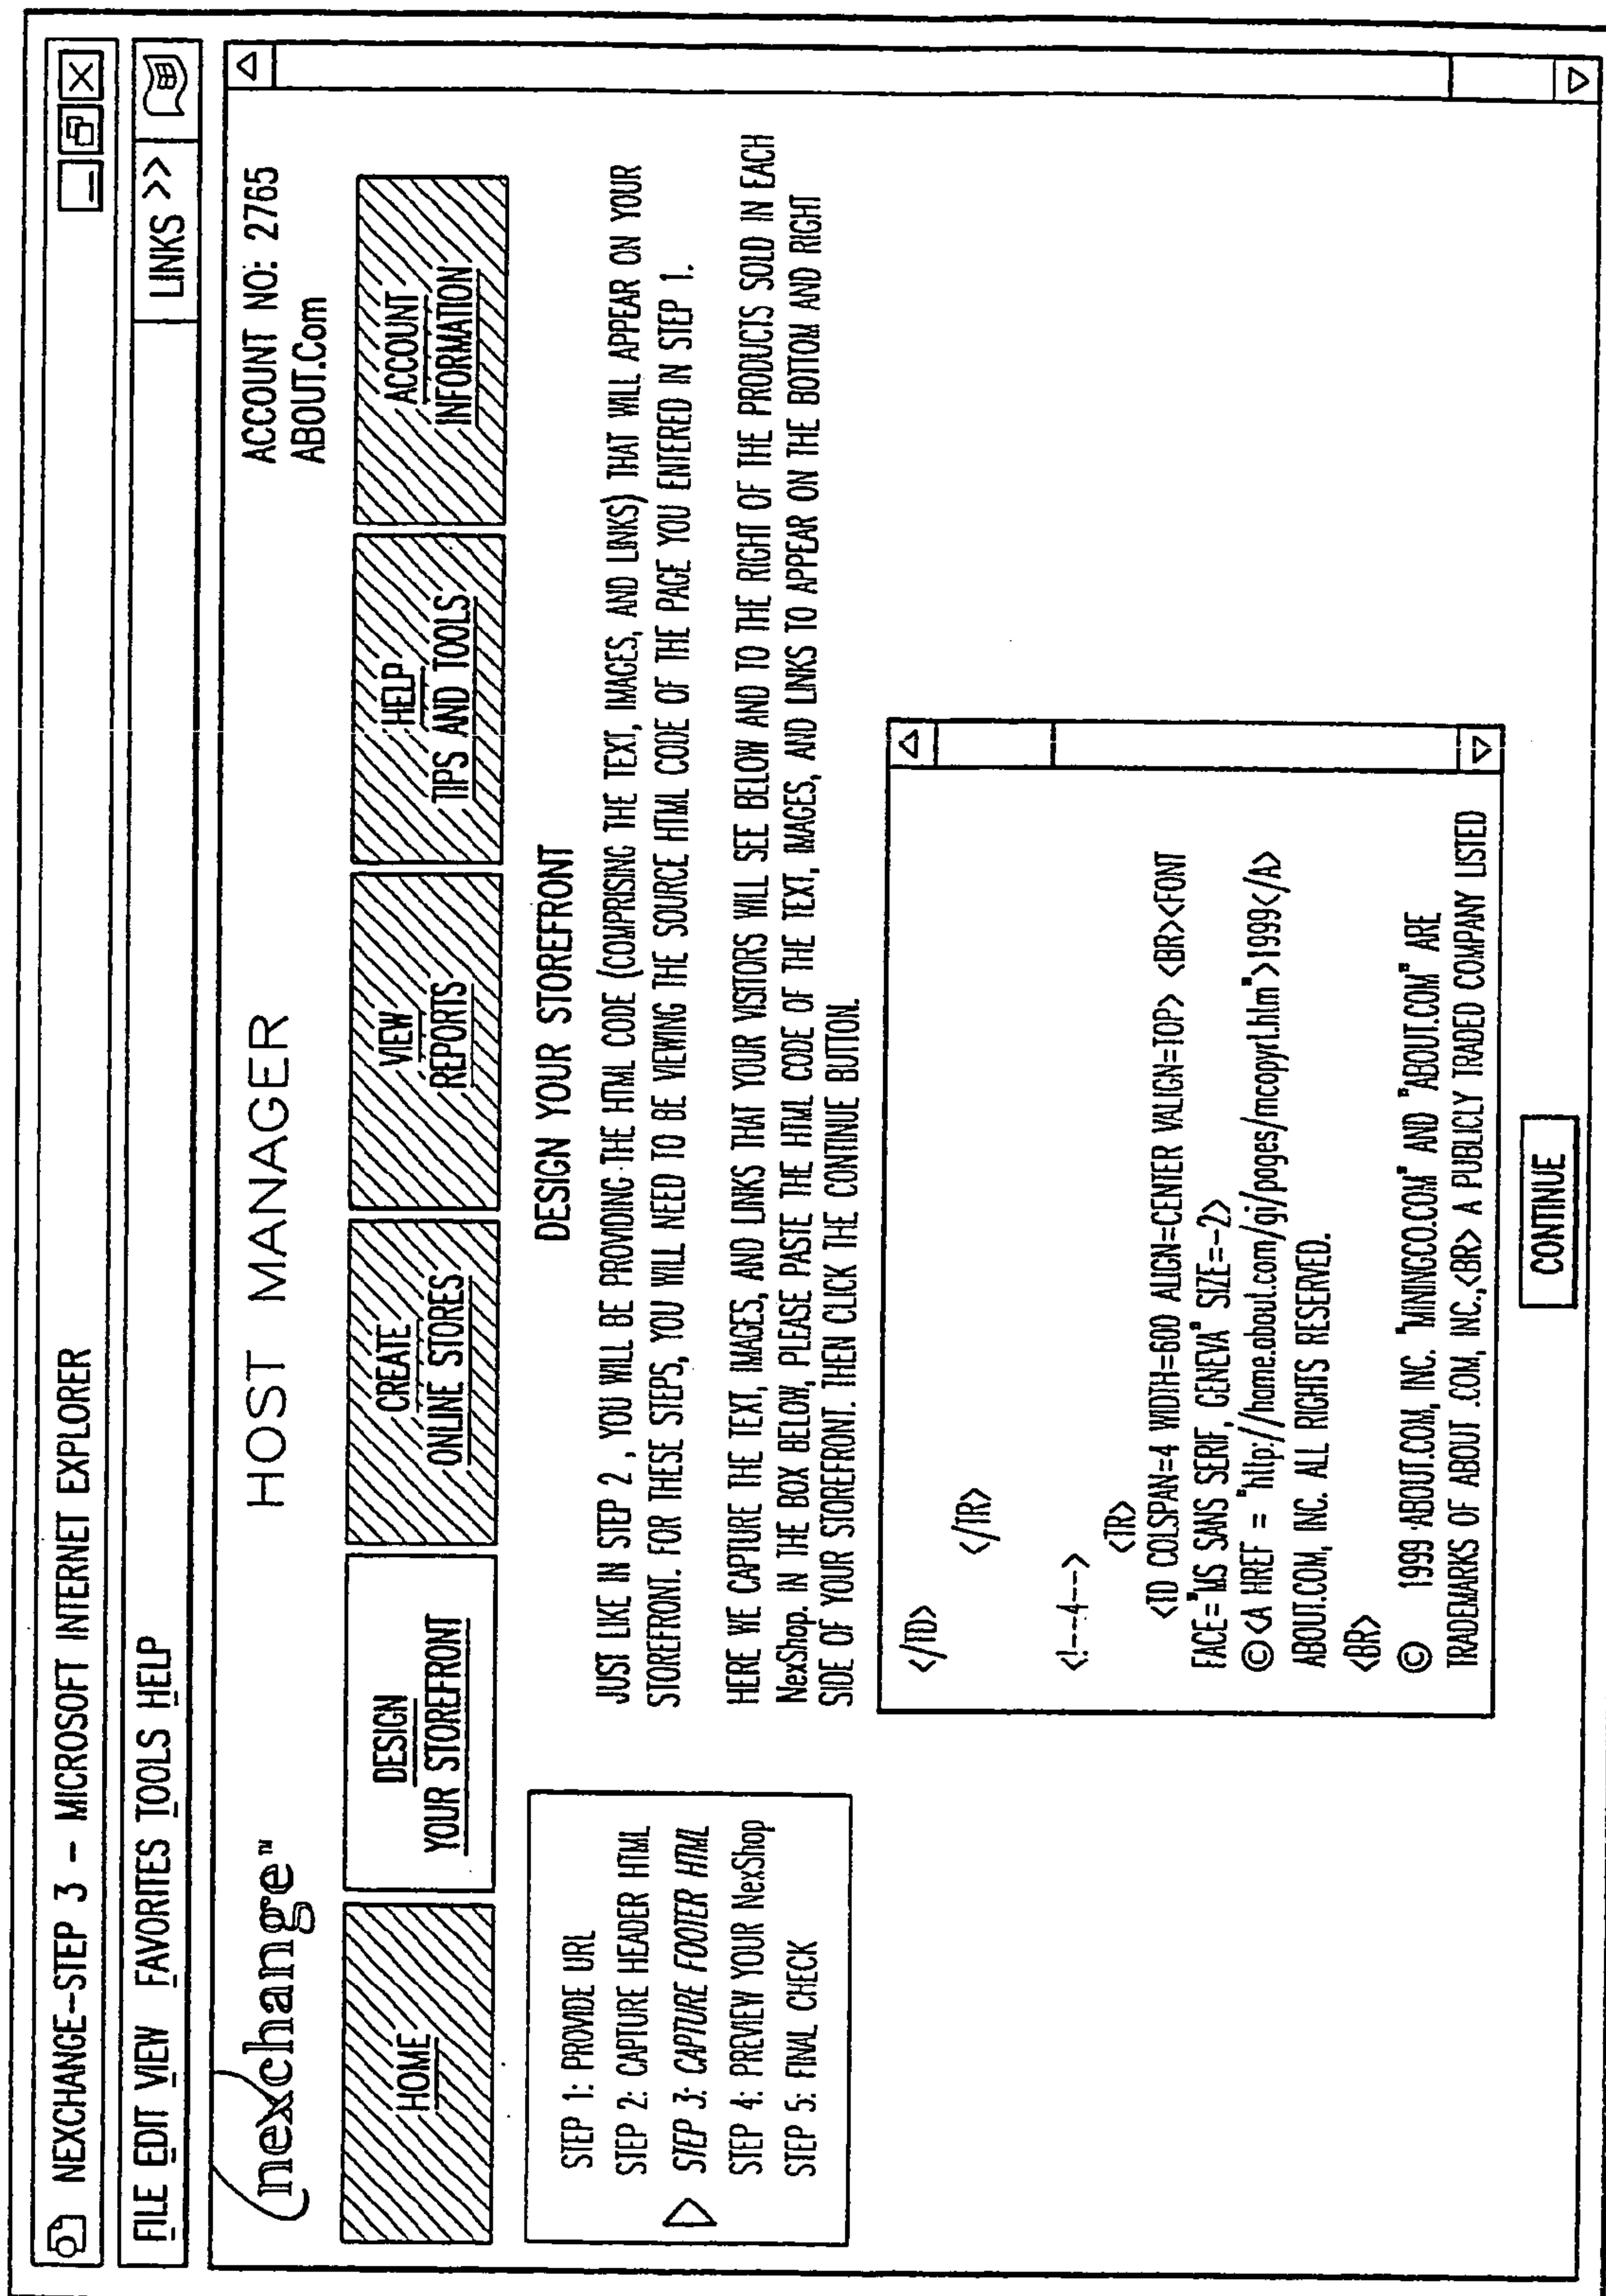 NEXCHANGE-STEP 3 - MICROSOFT INTERNET EXPLORER
FILE EDIT VIEW FAVORITES TOOLS HELP
LINKS >>
nexchange™
HOST MANAGER
ACCOUNT NO: 2765
ABOUT.Com
HOME
DESIGN
YOUR STOREFRONT
CREATE
ONLINE STORES
VIEW
REPORTS
HELP
TIPS AND TOOLS
ACCOUNT
INFORMATION
STEP 1: PROVIDE URL
STEP 2: CAPTURE HEADER HTML
STEP 3: CAPTURE FOOTER HTML
STEP 4: PREVIEW YOUR NexShop
STEP 5: FINAL CHECK
DESIGN YOUR STOREFRONT
JUST LIKE IN STEP 2 , YOU WILL BE PROVIDING THE HTML CODE (COMPRISING THE TEXT, IMAGES, AND LINKS) THAT WILL APPEAR ON YOUR
STOREFRONT. FOR THESE STEPS, YOU WILL NEED TO BE VIEWING THE SOURCE HTML CODE OF THE PAGE YOU ENTERED IN STEP 1.
HERE WE CAPTURE THE TEXT, IMAGES, AND LINKS THAT YOUR VISITORS WILL SEE BELOW AND TO THE RIGHT OF THE PRODUCTS SOLD IN EACH
NexShop. IN THE BOX BELOW, PLEASE PASTE THE HTML CODE OF THE TEXT, IMAGES, AND LINKS TO APPEAR ON THE BOTTOM AND RIGHT
SIDE OF YOUR STOREFRONT. THEN CLICK THE CONTINUE BUTTON.
</TD>
</TR>
<!---4--->
<TR>
<TD COLSPAN=4 WIDTH=600 ALIGN=CENTER VALIGN=TOP> <BR><FONT
FACE="MS SANS SERIF, GENEVA" SIZE=-2>
©<A HREF = "http://home.about.com/gi/pages/mcopyrt.htm">1999</A>
ABOUT.COM, INC. ALL RIGHTS RESERVED.
<BR>
© 1999 ABOUT.COM, INC. "MININGCO.COM" AND "ABOUT.COM" ARE
TRADEMARKS OF ABOUT .COM, INC.,<BR> A PUBLICLY TRADED COMPANY LISTED
CONTINUE